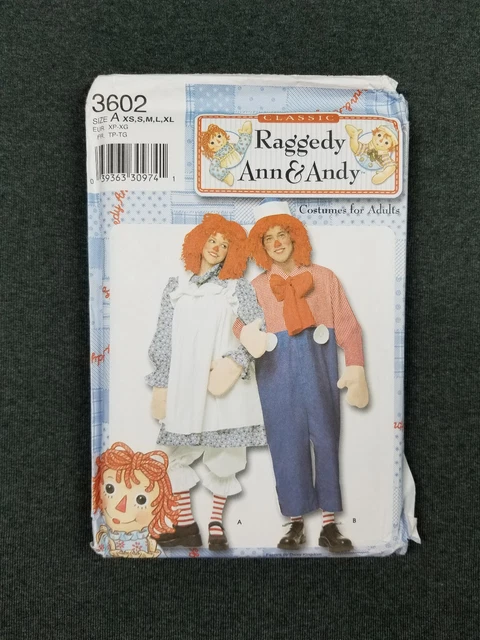 3602
SIZE A XS,S,M,L,XL
EUR XP-XG
FR TP-TG
0 39363 30974 1
CLASSIC
Raggedy
Ann & Andy
Costumes for Adults
A
B